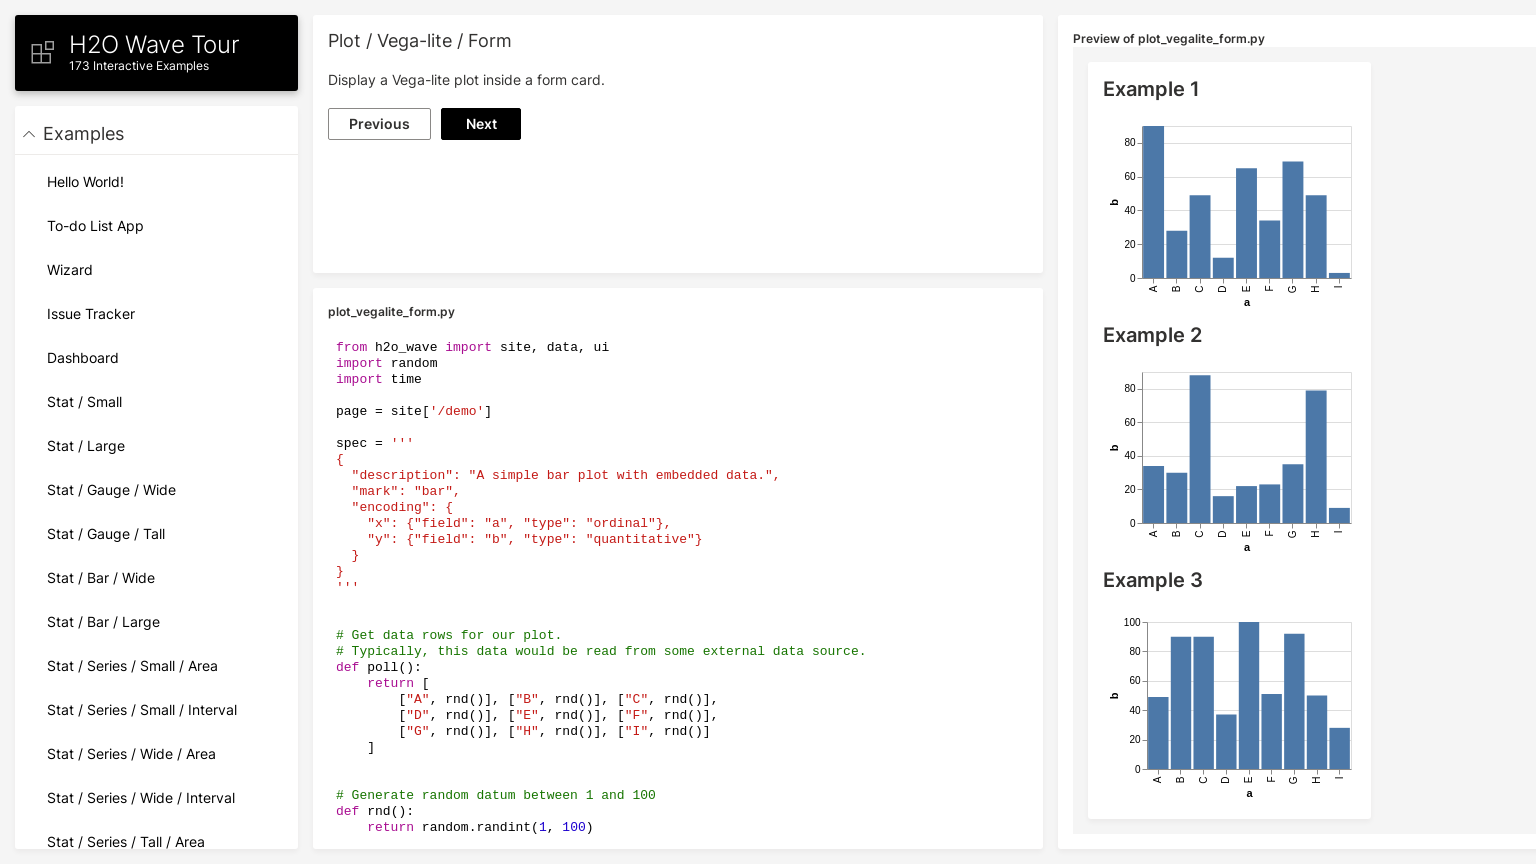 H2O Wave Tour
173 Interactive Examples
Examples
Hello World!
To-do List App
Wizard
Issue Tracker
Dashboard
Stat / Small
Stat / Large
Stat / Gauge / Wide
Stat / Gauge / Tall
Stat / Bar / Wide
Stat / Bar / Large
Stat / Series / Small / Area
Stat / Series / Small / Interval
Stat / Series / Wide / Area
Stat / Series / Wide / Interval
Stat / Series / Tall / Area
Plot / Vega-lite / Form
Display a Vega-lite plot inside a form card.
Previous
Next
plot_vegalite_form.py
from h2o_wave import site, data, ui
import random
import time
page = site['/demo']
spec = '''
{
  "description": "A simple bar plot with embedded data.",
  "mark": "bar",
  "encoding": {
    "x": {"field": "a", "type": "ordinal"},
    "y": {"field": "b", "type": "quantitative"}
  }
}
'''
# Get data rows for our plot.
# Typically, this data would be read from some external data source.
def poll():
    return [
        ["A", rnd()], ["B", rnd()], ["C", rnd()],
        ["D", rnd()], ["E", rnd()], ["F", rnd()],
        ["G", rnd()], ["H", rnd()], ["I", rnd()]
    ]
# Generate random datum between 1 and 100
def rnd():
    return random.randint(1, 100)
Preview of plot_vegalite_form.py
Example 1
80
60
40
20
0
b
A B C D E F G H I
a
Example 2
80
60
40
20
0
b
A B C D E F G H I
a
Example 3
100
80
60
40
20
0
b
A B C D E F G H I
a